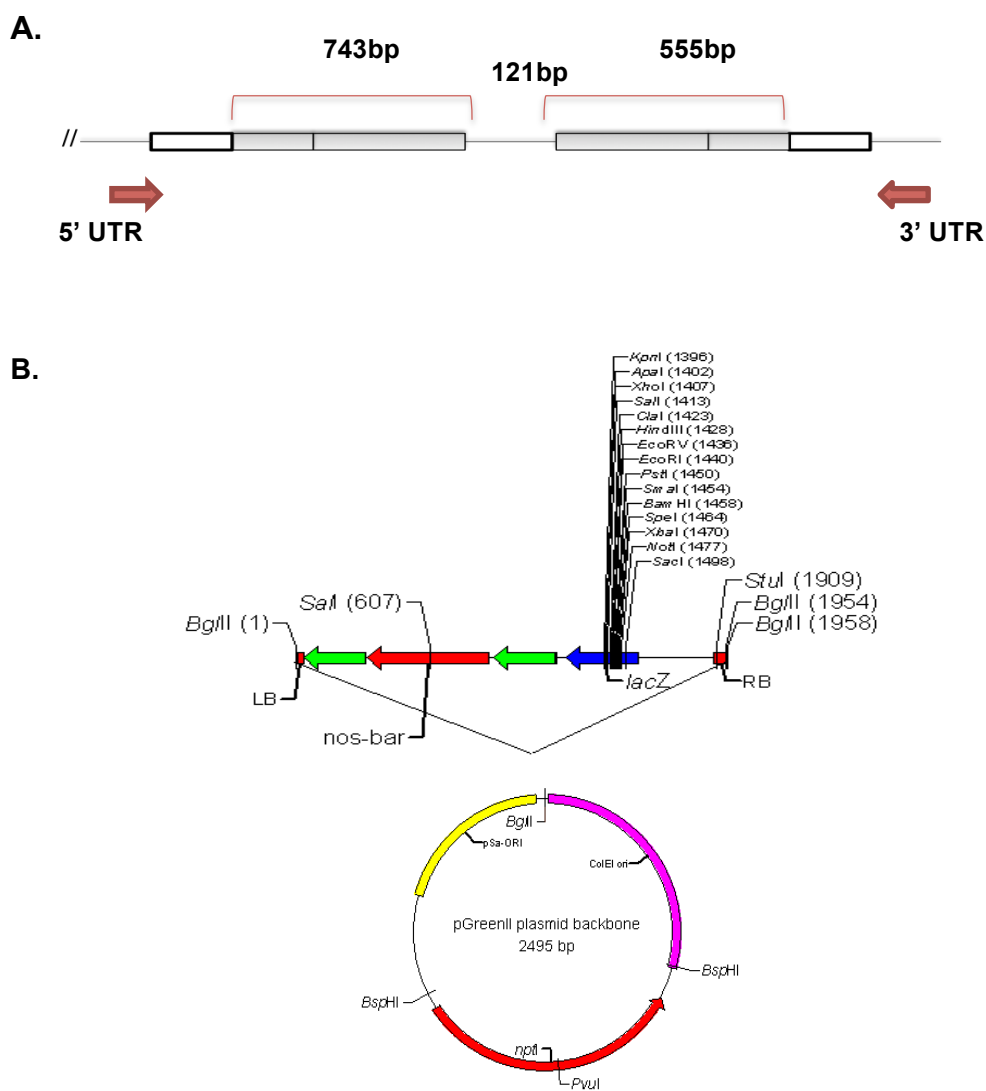 A.
743bp
121bp
555bp
//
5’ UTR
3’ UTR
B.
KpnI (1396)
ApaI (1402)
XhoI (1407)
SalI (1413)
ClaI (1423)
HindIII (1428)
EcoRV (1436)
EcoRI (1440)
PstI (1450)
SmaI (1454)
BamHI (1458)
SpeI (1464)
XbaI (1470)
NotI (1477)
SacI (1498)
StuI (1909)
SalI (607)
BglII (1954)
BglII (1)
BglII (1958)
lacZ
LB
RB
nos-bar
BglII
pSa-ORI
ColEI ori
pGreenII plasmid backbone
2495 bp
BspHI
BspHI
nptI
PvuI